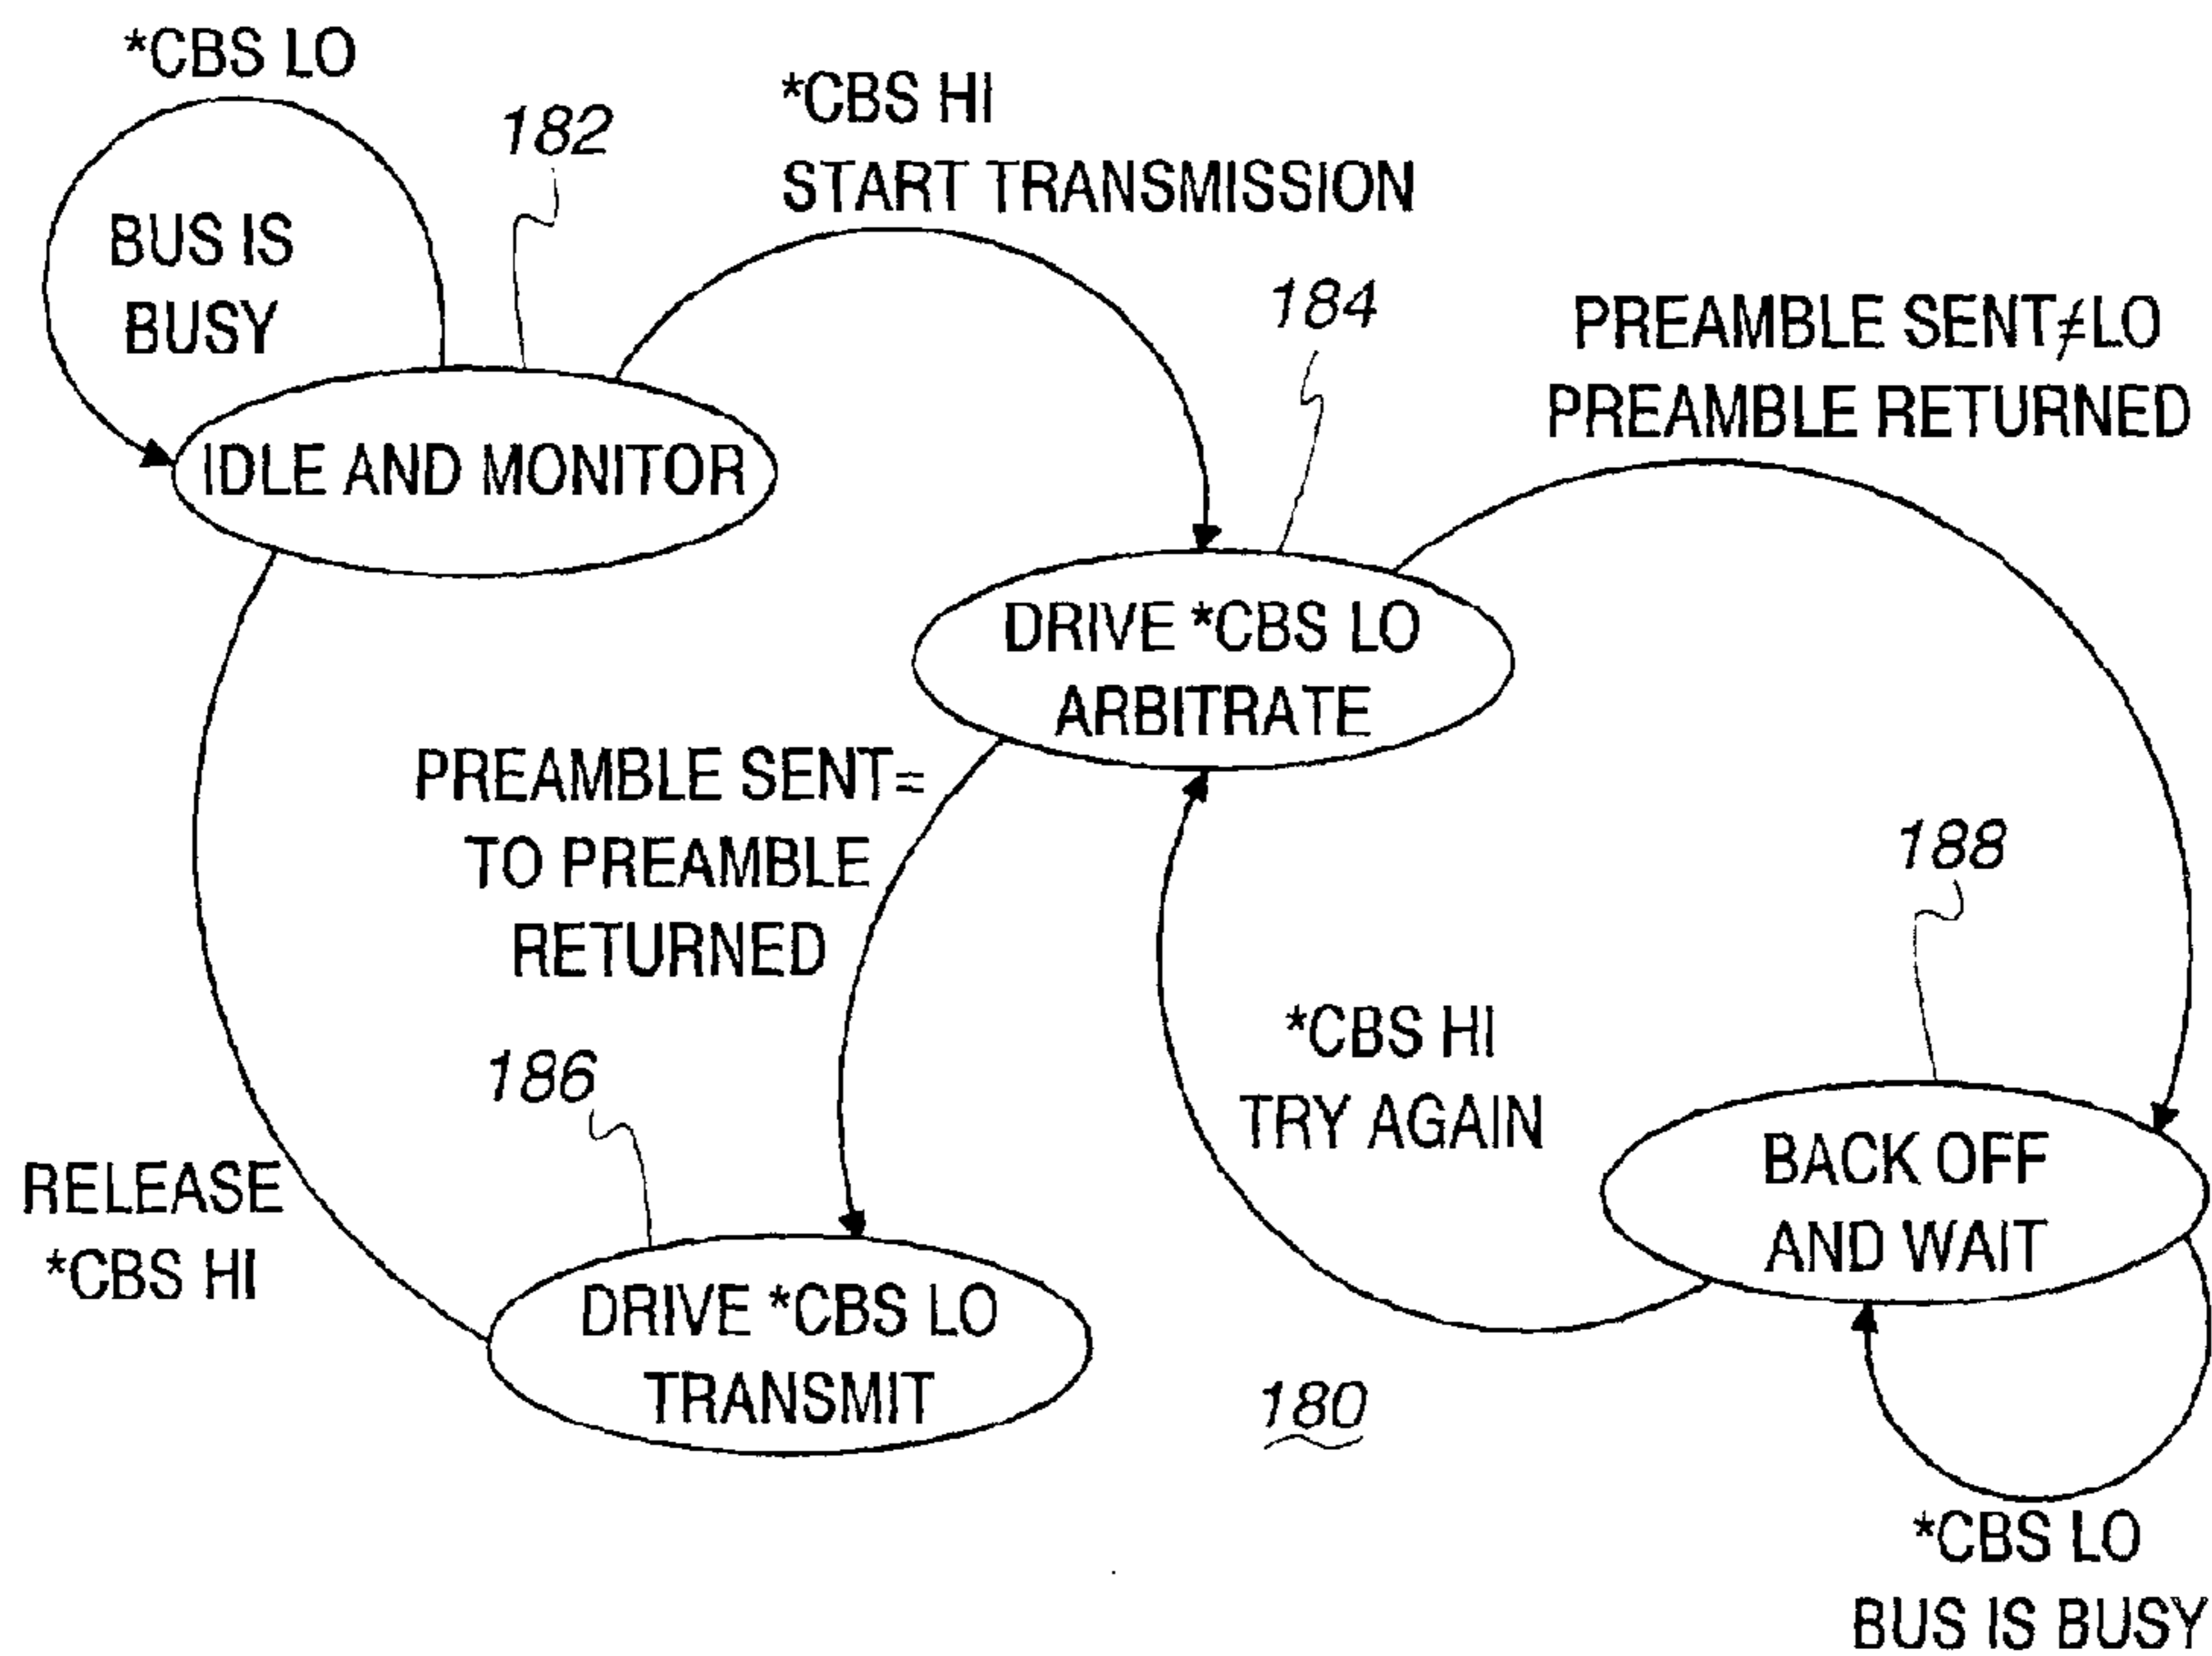 *CBS LO
BUS IS
BUSY
182
*CBS HI
START TRANSMISSION
184
PREAMBLE SENT≠LO
PREAMBLE RETURNED
IDLE AND MONITOR
DRIVE *CBS LO
ARBITRATE
PREAMBLE SENT=
TO PREAMBLE
RETURNED
188
*CBS HI
TRY AGAIN
186
RELEASE
*CBS HI
BACK OFF
AND WAIT
DRIVE *CBS LO
TRANSMIT
180
*CBS LO
BUS IS BUSY